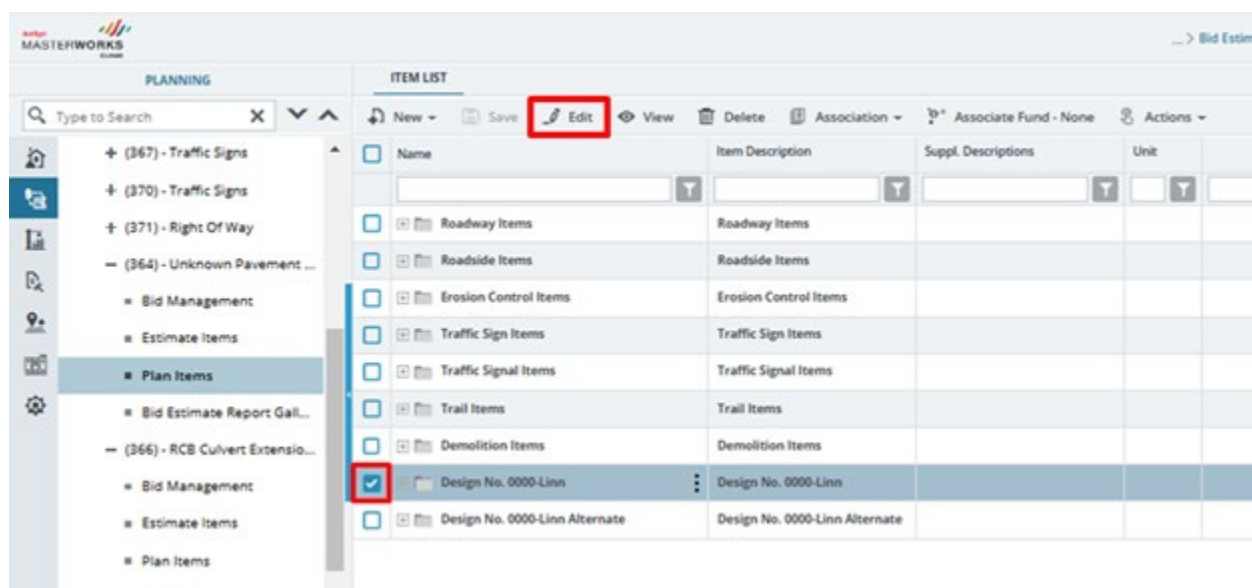 aurigo
MASTERWORKS
CLOUD
... > Bid Estim
PLANNING
ITEM LIST
Type to Search
New Save Edit View Delete Association Associate Fund - None Actions
Name Item Description Suppl. Descriptions Unit
+ (367) - Traffic Signs
+ (370) - Traffic Signs
+ (371) - Right Of Way
− (364) - Unknown Pavement ...
Bid Management
Estimate Items
Plan Items
Bid Estimate Report Gall...
− (366) - RCB Culvert Extensio...
Bid Management
Estimate Items
Plan Items
Roadway Items Roadway Items
Roadside Items Roadside Items
Erosion Control Items Erosion Control Items
Traffic Sign Items Traffic Sign Items
Traffic Signal Items Traffic Signal Items
Trail Items Trail Items
Demolition Items Demolition Items
Design No. 0000-Linn Design No. 0000-Linn
Design No. 0000-Linn Alternate Design No. 0000-Linn Alternate